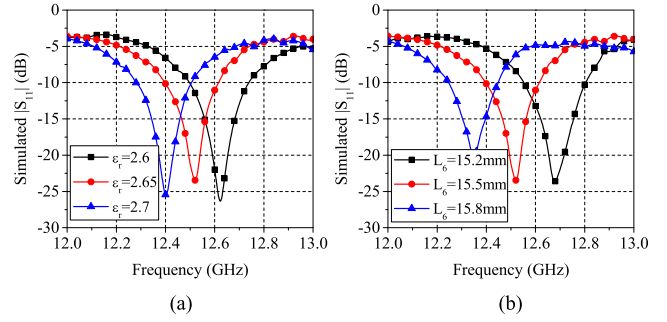 0
-5
-10
-15
-20
-25
-30
Simulated |S₁₁| (dB)
εᵣ=2.6
εᵣ=2.65
εᵣ=2.7
12.0 12.2 12.4 12.6 12.8 13.0
Frequency (GHz)
(a)
0
-5
-10
-15
-20
-25
-30
Simulated |S₁₁| (dB)
L₆=15.2mm
L₆=15.5mm
L₆=15.8mm
12.0 12.2 12.4 12.6 12.8 13.0
Frequency (GHz)
(b)